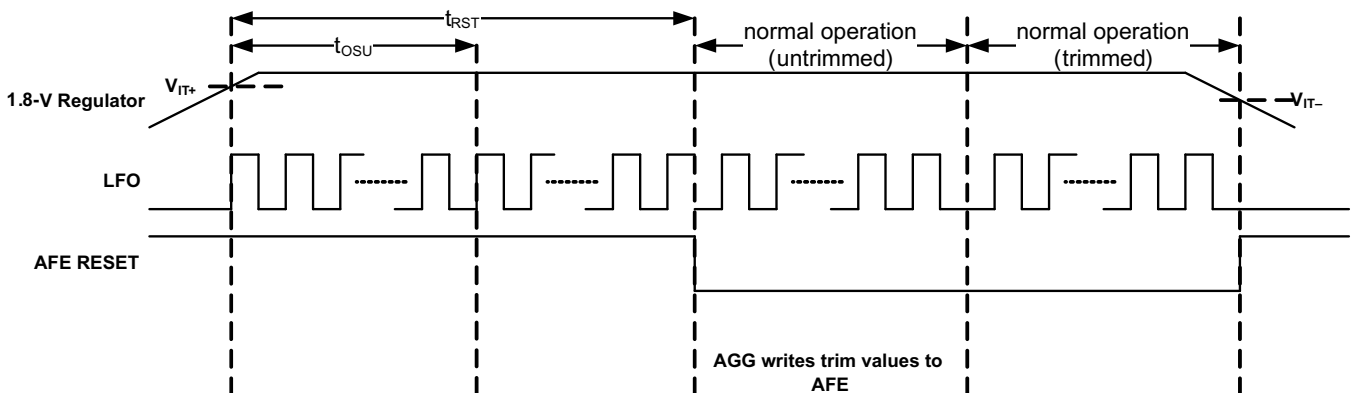 tRST
tOSU
normal operation
(untrimmed)
normal operation
(trimmed)
VIT+
1.8-V Regulator
VIT–
LFO
AFE RESET
AGG writes trim values to
AFE